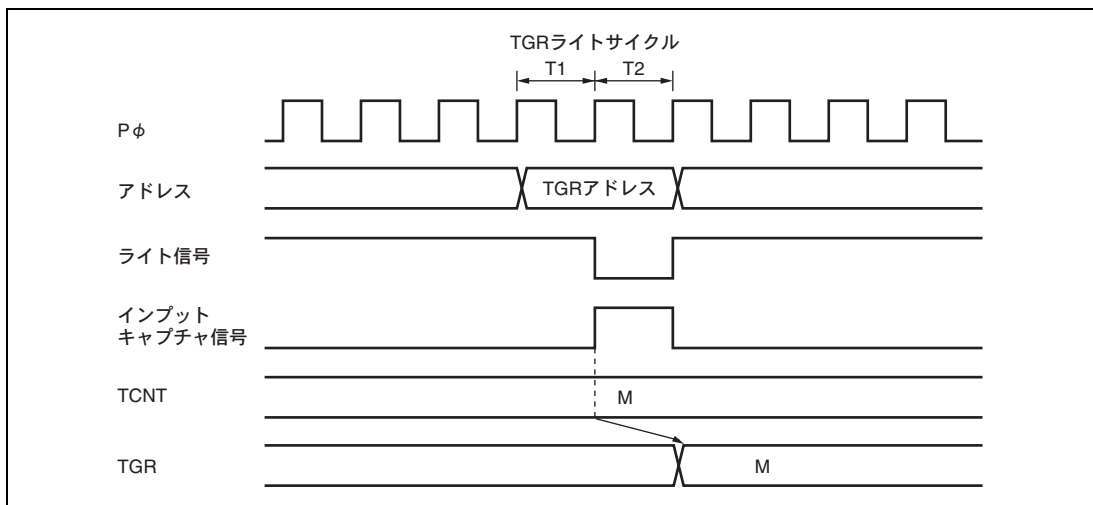 TGRライトサイクル
T1 T2
Pφ
アドレス TGRアドレス
ライト信号
インプット
キャプチャ信号
TCNT M
TGR M